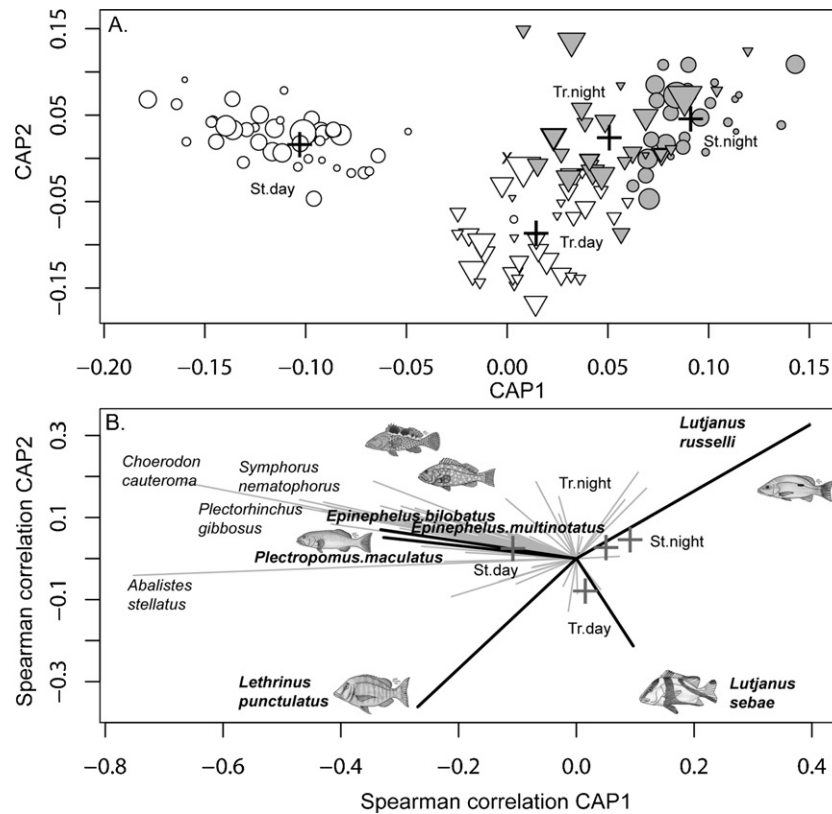 A.
CAP2
0.15
0.05
−0.05
−0.15
Tr.night
St.night
St.day
x
Tr.day
−0.20
−0.15
−0.10
−0.05
0.00
0.05
0.10
0.15
CAP1
B.
Spearman correlation CAP2
0.3
0.1
−0.1
−0.3
Lutjanus
russelli
Choerodon
cauteroma
Symphorus
nematophorus
Tr.night
Plectorhinchus
gibbosus
Epinephelus.bilobatus
Epinephelus.multinotatus
St.night
Plectropomus.maculatus
St.day
Abalistes
stellatus
Tr.day
Lethrinus
punctulatus
Lutjanus
sebae
−0.8
−0.6
−0.4
−0.2
0.0
0.2
0.4
Spearman correlation CAP1